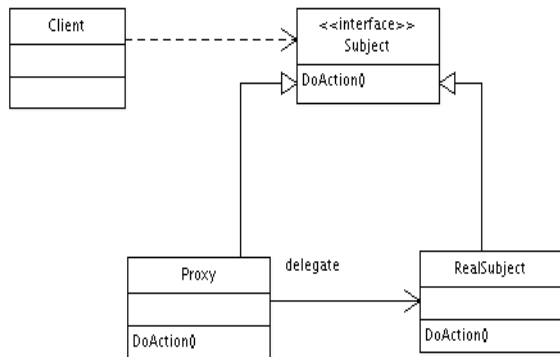 Client
<<interface>>
Subject
DoAction()
Proxy
DoAction()
delegate
RealSubject
DoAction()